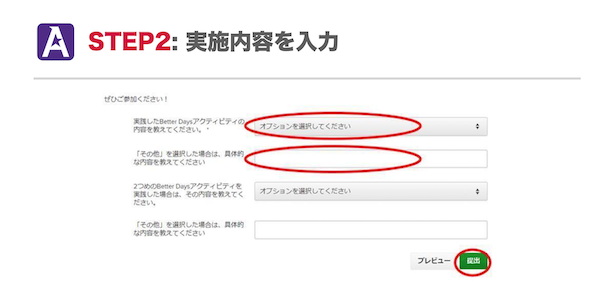 A STEP2: 実施内容を入力
ぜひご参加ください！
実践したBetter Daysアクティビティの
内容を教えてください。 *
オプションを選択してください
「その他」を選択した場合は、具体的
な内容を教えてください
2つめのBetter Daysアクティビティを
実践した場合は、その内容を教えてく
ださい。
オプションを選択してください
「その他」を選択した場合は、具体的
な内容を教えてください
プレビュー 提出